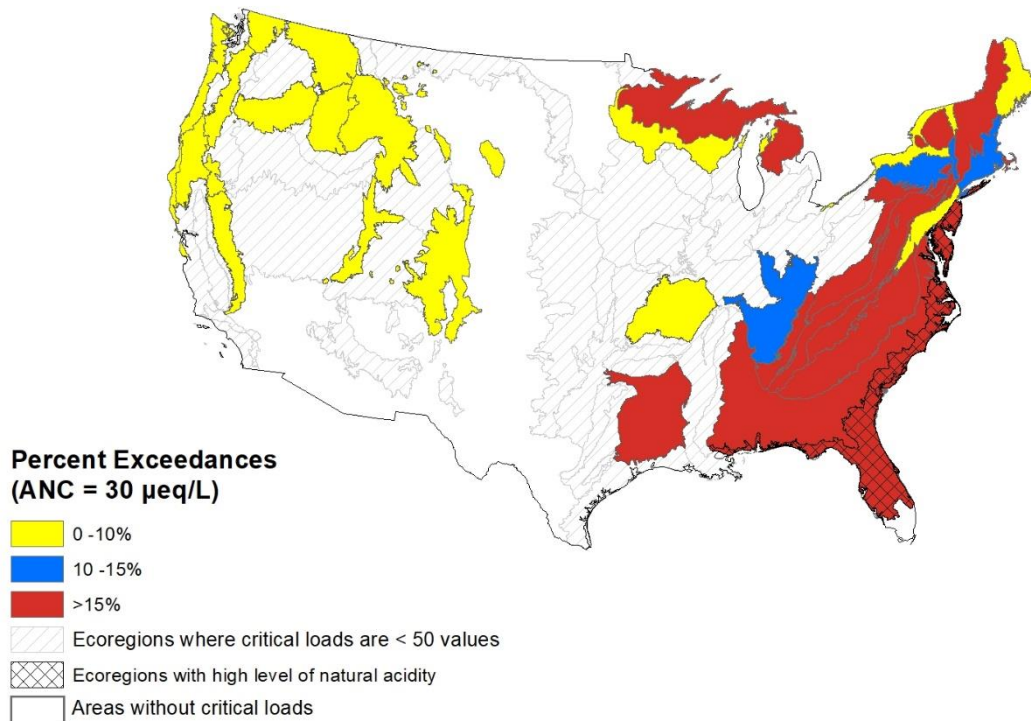 Percent Exceedances
(ANC = 30 µeq/L)
0 -10%
10 -15%
>15%
Ecoregions where critical loads are < 50 values
Ecoregions with high level of natural acidity
Areas without critical loads